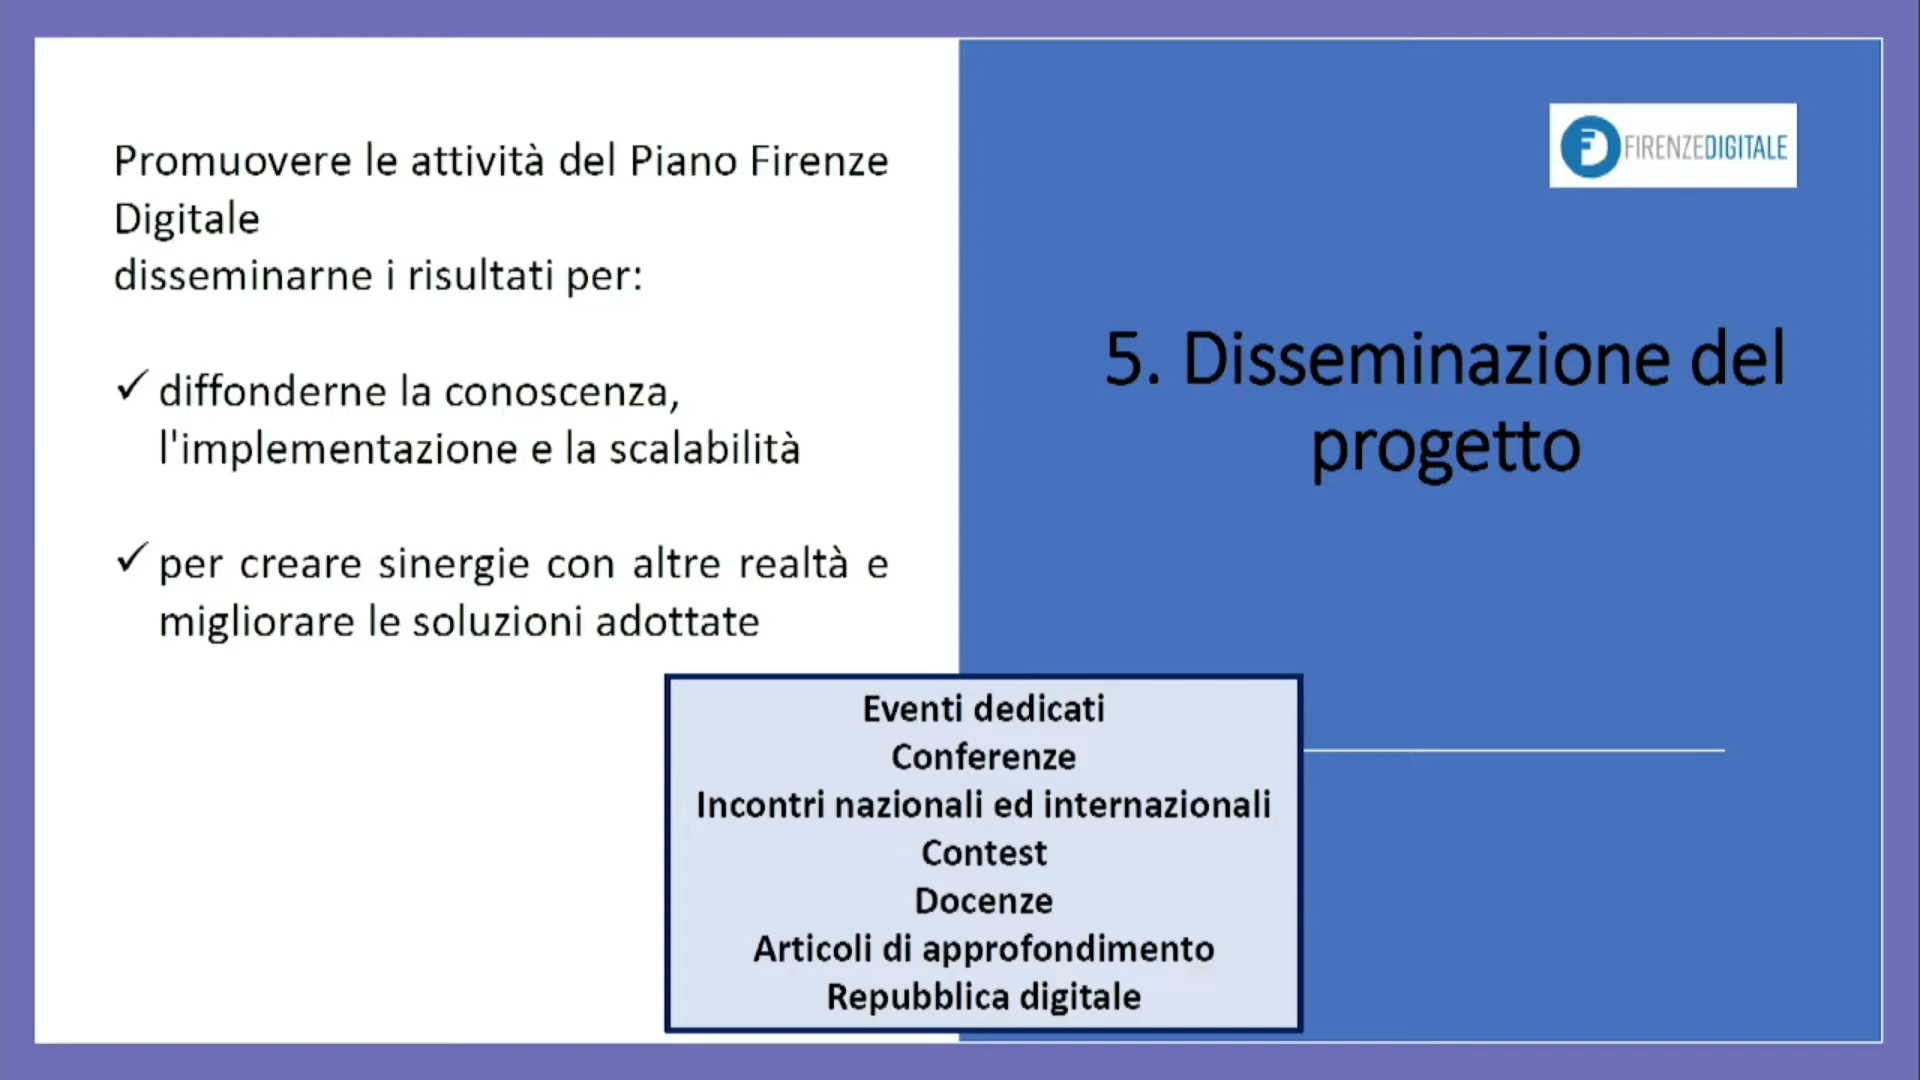 Promuovere le attività del Piano Firenze
Digitale
disseminarne i risultati per:
✓ diffonderne la conoscenza,
l'implementazione e la scalabilità
✓ per creare sinergie con altre realtà e
migliorare le soluzioni adottate
FIRENZEDIGITALE
5. Disseminazione del
progetto
Eventi dedicati
Conferenze
Incontri nazionali ed internazionali
Contest
Docenze
Articoli di approfondimento
Repubblica digitale